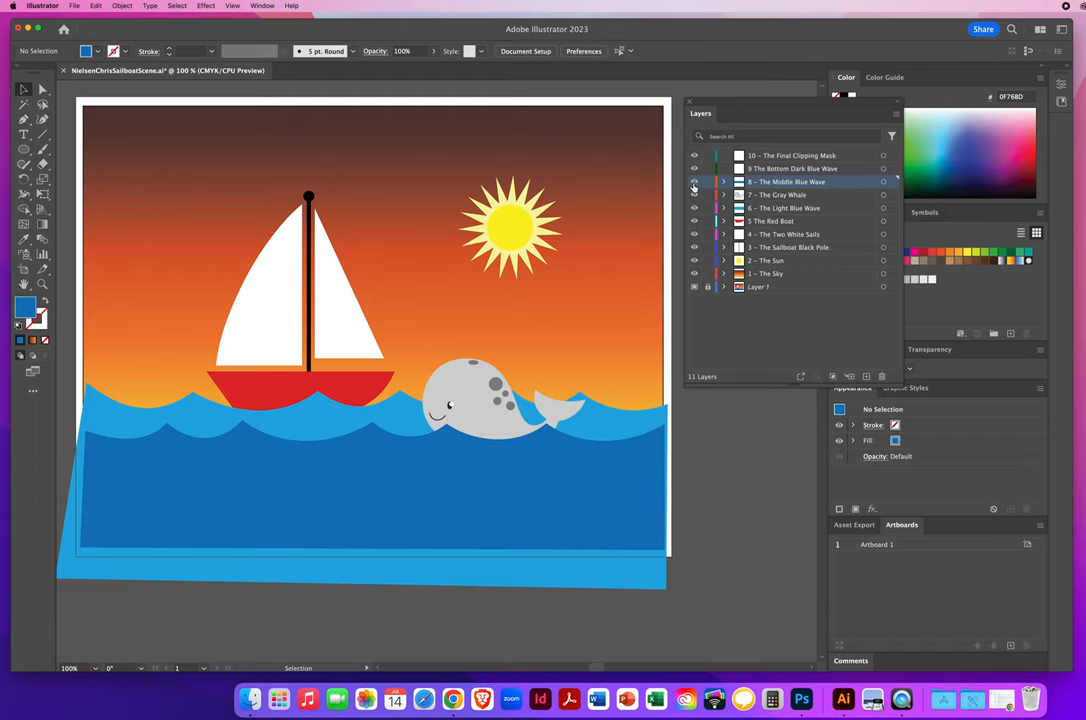 Illustrator File Edit Object Type Select Effect View Window Help
Adobe Illustrator 2023
Share
No Selection Stroke: 5 pt. Round Opacity: 100% Style: Document Setup Preferences
× NielsenChrisSailboatScene.ai* @ 100 % (CMYK/CPU Preview)
Color Color Guide
# 0F76BD
Layers
Search All
10 - The Final Clipping Mask
9 The Bottom Dark Blue Wave
8 - The Middle Blue Wave
7 - The Gray Whale
6 - The Light Blue Wave
5 The Red Boat
4 - The Two White Sails
3 - The Sailboat Black Pole
2 - The Sun
1 - The Sky
Layer 1
11 Layers
Symbols
Transparency
Appearance Graphic Styles
No Selection
Stroke:
Fill:
Opacity: Default
fx
Asset Export Artboards
1 Artboard 1
Comments
100% 0° 1 Selection
JUL
14
zoom Id W P X Ps Ai